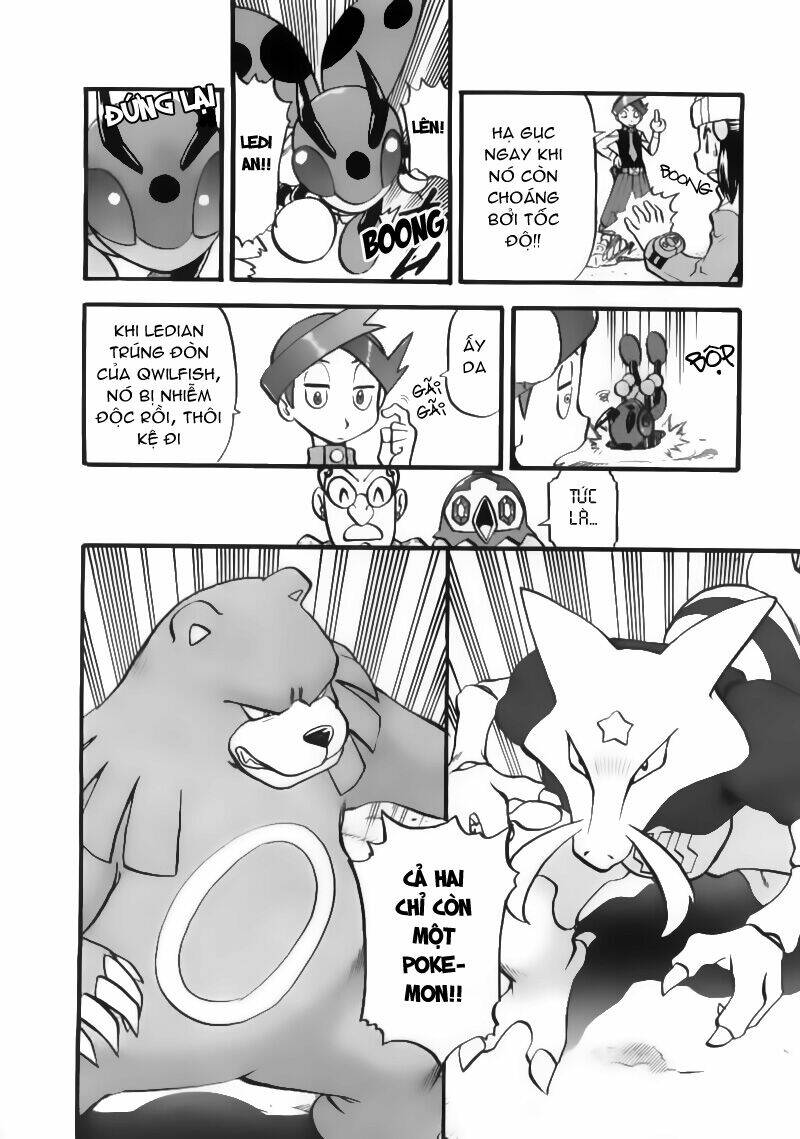 HẠ GỤC
NGAY KHI
NÓ CÒN
CHOÁNG
BỞI TỐC
ĐỘ!!
BOONG
LÊN!
LEDI
AN!!
BOONG
ĐỨNG LẠI
BỘP
ẤY
DA
GÃI
GÃI
KHI LEDIAN
TRÚNG ĐÒN
CỦA QWILFISH,
NÓ BỊ NHIỄM
ĐỘC RỒI, THÔI
KỆ ĐI
TỨC
LÀ...
CẢ HAI
CHỈ CÒN
MỘT
POKE-
MON!!